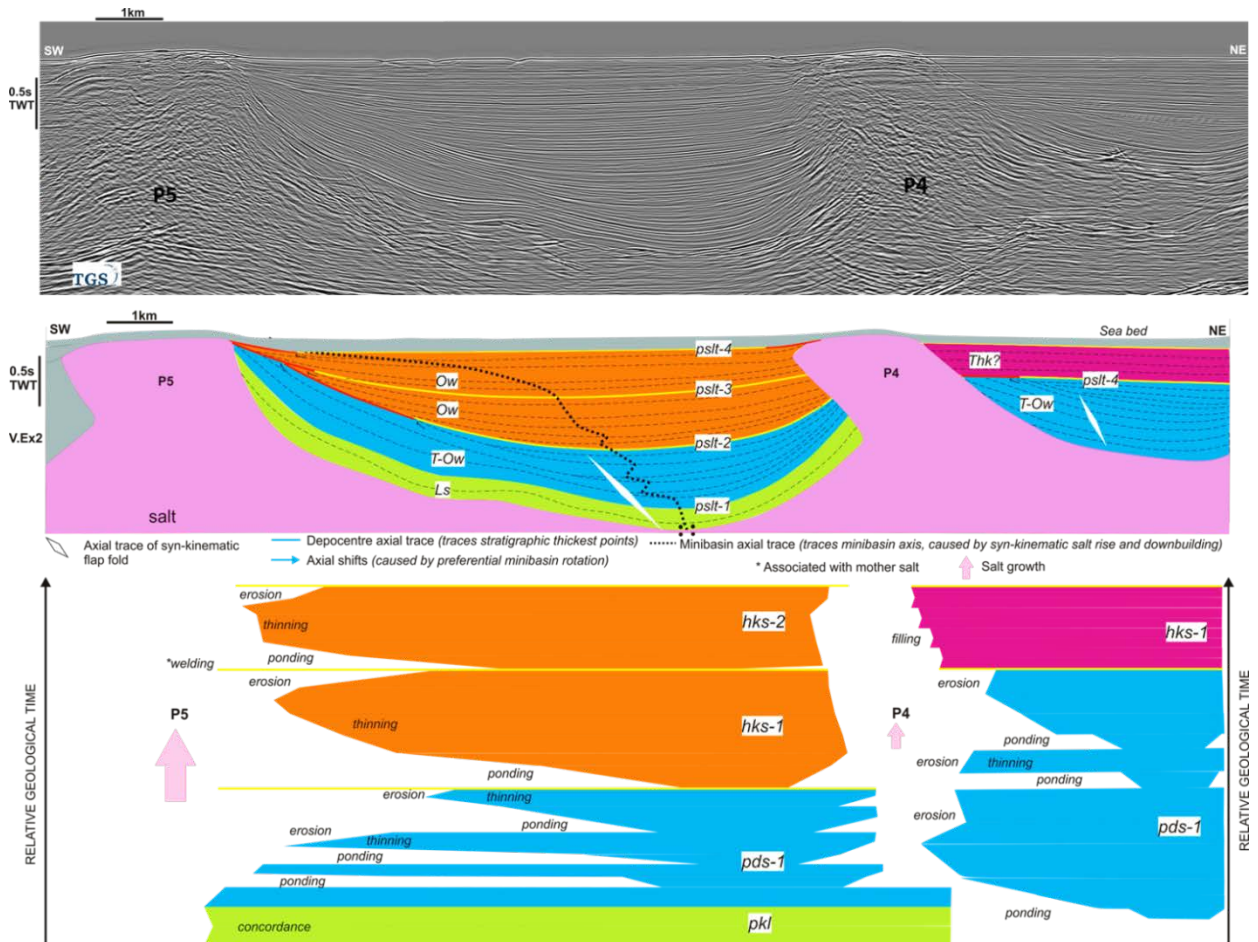 1km
SW
NE
0.5s
TWT
P5
P4
TGS
1km
SW
Sea bed
NE
0.5s
TWT
V.Ex2
P5
P4
pslt-4
Thk?
Ow
pslt-3
pslt-4
Ow
T-Ow
pslt-2
T-Ow
Ls
pslt-1
salt
Axial trace of syn-kinematic
flap fold
Depocentre axial trace (traces stratigraphic thickest points)
Axial shifts (caused by preferential minibasin rotation)
Minibasin axial trace (traces minibasin axis, caused by syn-kinematic salt rise and downbuilding)
* Associated with mother salt
Salt growth
RELATIVE GEOLOGICAL TIME
erosion
thinning
hks-2
ponding
*welding
erosion
P5
thinning
hks-1
ponding
erosion
thinning
ponding
erosion
thinning
ponding
pds-1
ponding
concordance
pkl
filling
hks-1
erosion
P4
ponding
erosion
thinning
ponding
erosion
pds-1
ponding
RELATIVE GEOLOGICAL TIME